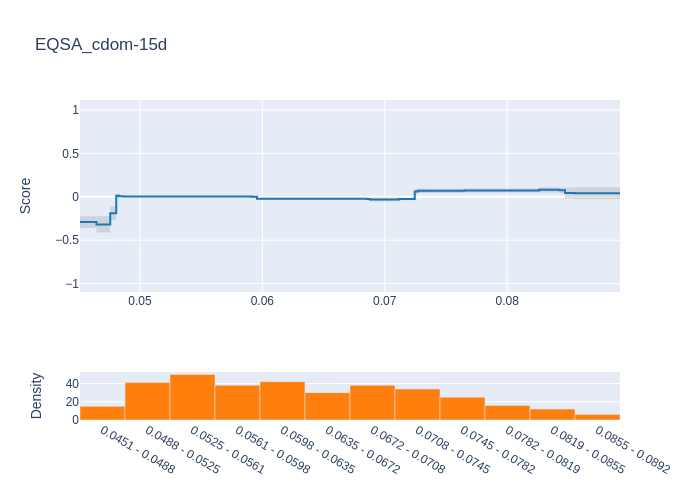 EQSA_cdom-15d
Score
1
0.5
0
−0.5
−1
0.05 0.06 0.07 0.08
Density
40
20
0
0.0451 - 0.0488
0.0488 - 0.0525
0.0525 - 0.0561
0.0561 - 0.0598
0.0598 - 0.0635
0.0635 - 0.0672
0.0672 - 0.0708
0.0708 - 0.0745
0.0745 - 0.0782
0.0782 - 0.0819
0.0819 - 0.0855
0.0855 - 0.0892